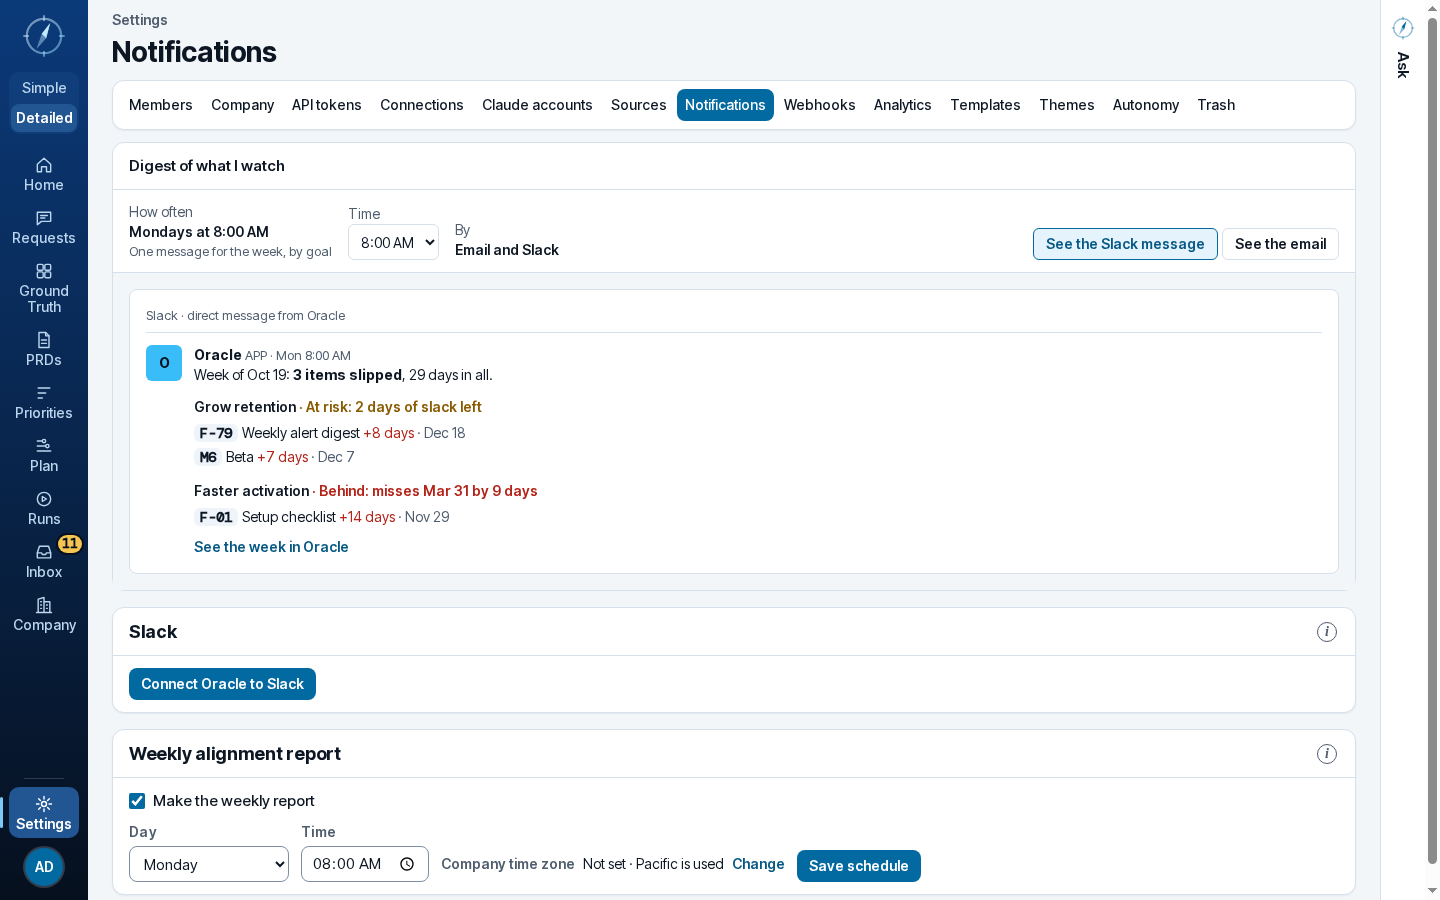 Settings
Notifications
Simple
Detailed
Home
Requests
Ground
Truth
PRDs
Priorities
Plan
Runs
11
Inbox
Company
Settings
AD
Members Company API tokens Connections Claude accounts Sources Notifications Webhooks Analytics Templates Themes Autonomy Trash
Digest of what I watch
How often
Mondays at 8:00 AM
One message for the week, by goal
Time
8:00 AM
By
Email and Slack
See the Slack message
See the email
Slack · direct message from Oracle
O
Oracle APP · Mon 8:00 AM
Week of Oct 19: 3 items slipped, 29 days in all.
Grow retention · At risk: 2 days of slack left
F-79 Weekly alert digest +8 days · Dec 18
M6 Beta +7 days · Dec 7
Faster activation · Behind: misses Mar 31 by 9 days
F-01 Setup checklist +14 days · Nov 29
See the week in Oracle
Slack
i
Connect Oracle to Slack
Weekly alignment report
i
Make the weekly report
Day
Monday
Time
08:00 AM
Company time zone Not set · Pacific is used Change
Save schedule
Ask